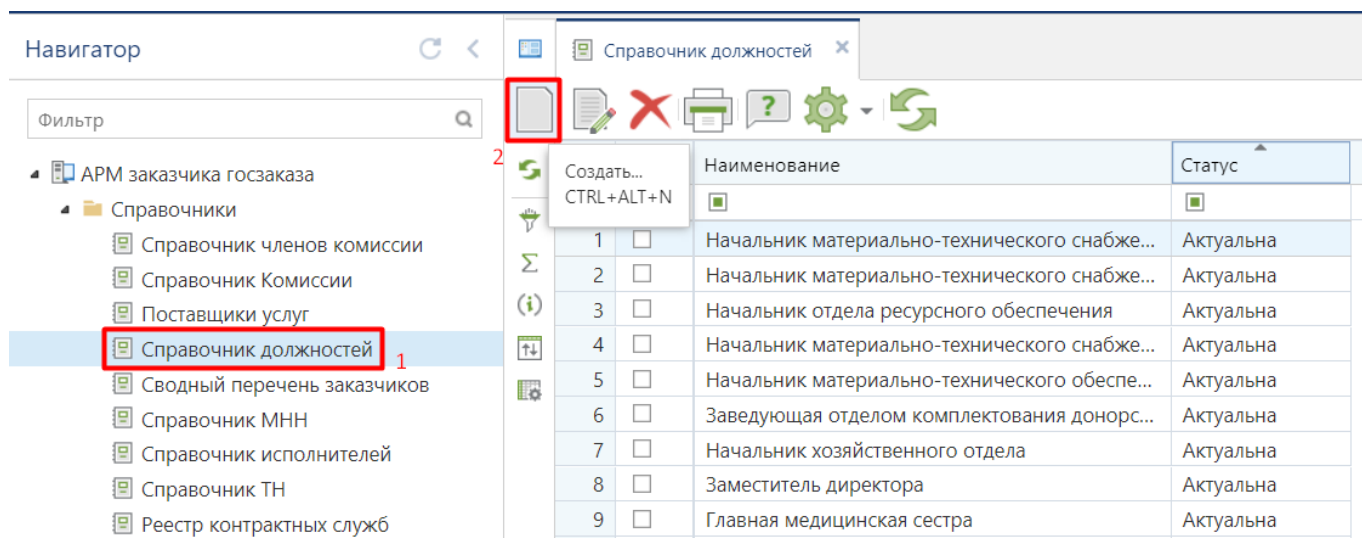 Навигатор
Справочник должностей
Фильтр
АРМ заказчика госзаказа
Справочники
Справочник членов комиссии
Справочник Комиссии
Поставщики услуг
Справочник должностей 1
Сводный перечень заказчиков
Справочник МНН
Справочник исполнителей
Справочник ТН
Реестр контрактных служб
2
Создать...
CTRL+ALT+N
Наименование Статус
1 Начальник материально-технического снабже... Актуальна
2 Начальник материально-технического снабже... Актуальна
3 Начальник отдела ресурсного обеспечения Актуальна
4 Начальник материально-технического снабже... Актуальна
5 Начальник материально-технического обеспе... Актуальна
6 Заведующая отделом комплектования донорс... Актуальна
7 Начальник хозяйственного отдела Актуальна
8 Заместитель директора Актуальна
9 Главная медицинская сестра Актуальна